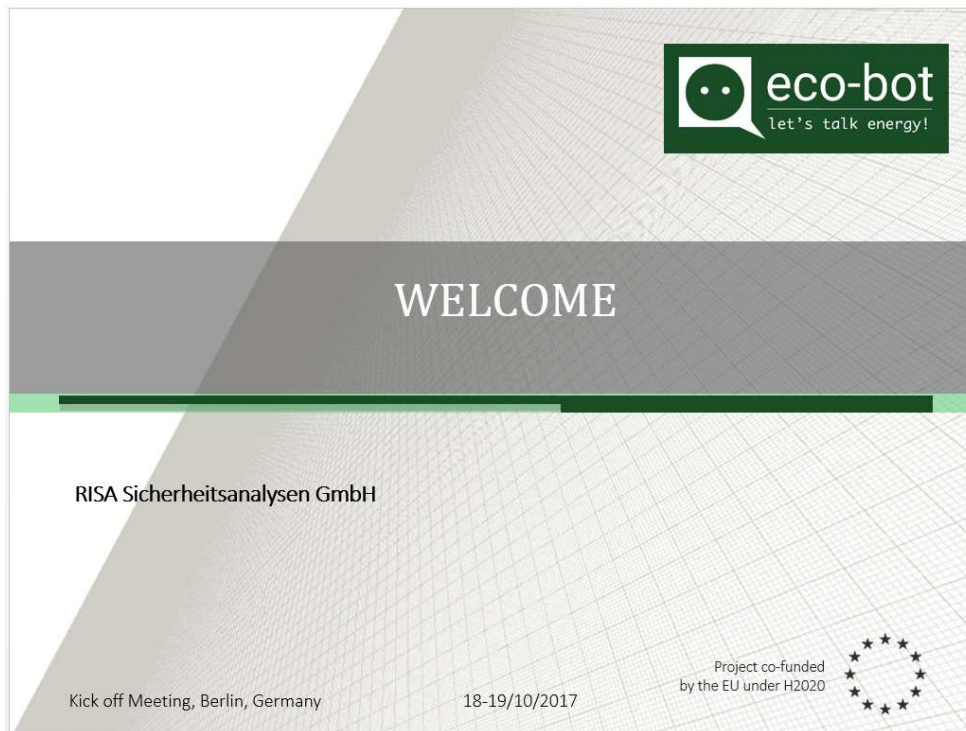 eco-bot
let's talk energy!
WELCOME
RISA Sicherheitsanalysen GmbH
Project co-funded
by the EU under H2020
Kick off Meeting, Berlin, Germany
18-19/10/2017